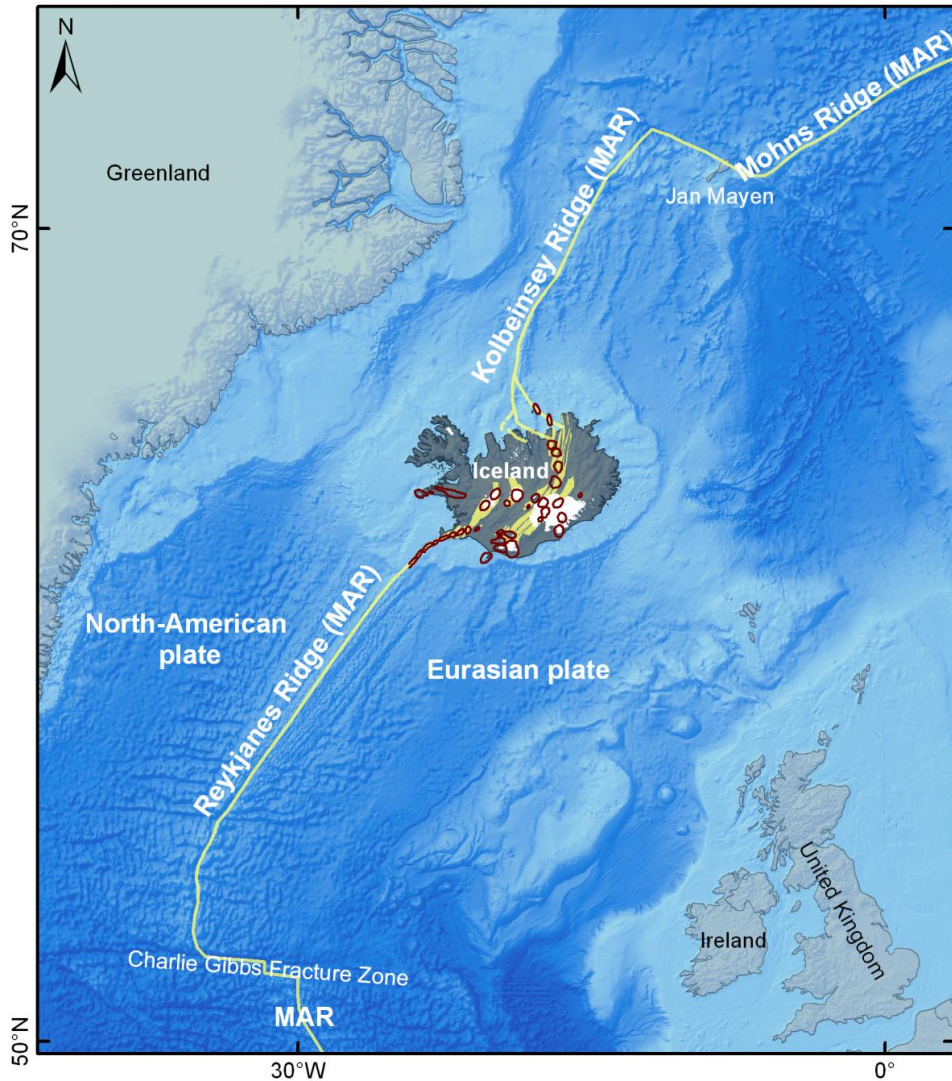 N
Greenland
Mohns Ridge (MAR)
Kolbeinsey Ridge (MAR)
Jan Mayen
70°N
Iceland
North-American
plate
Eurasian plate
Reykjanes Ridge (MAR)
United Kingdom
Ireland
Charlie Gibbs Fracture Zone
MAR
50°N
30°W
0°